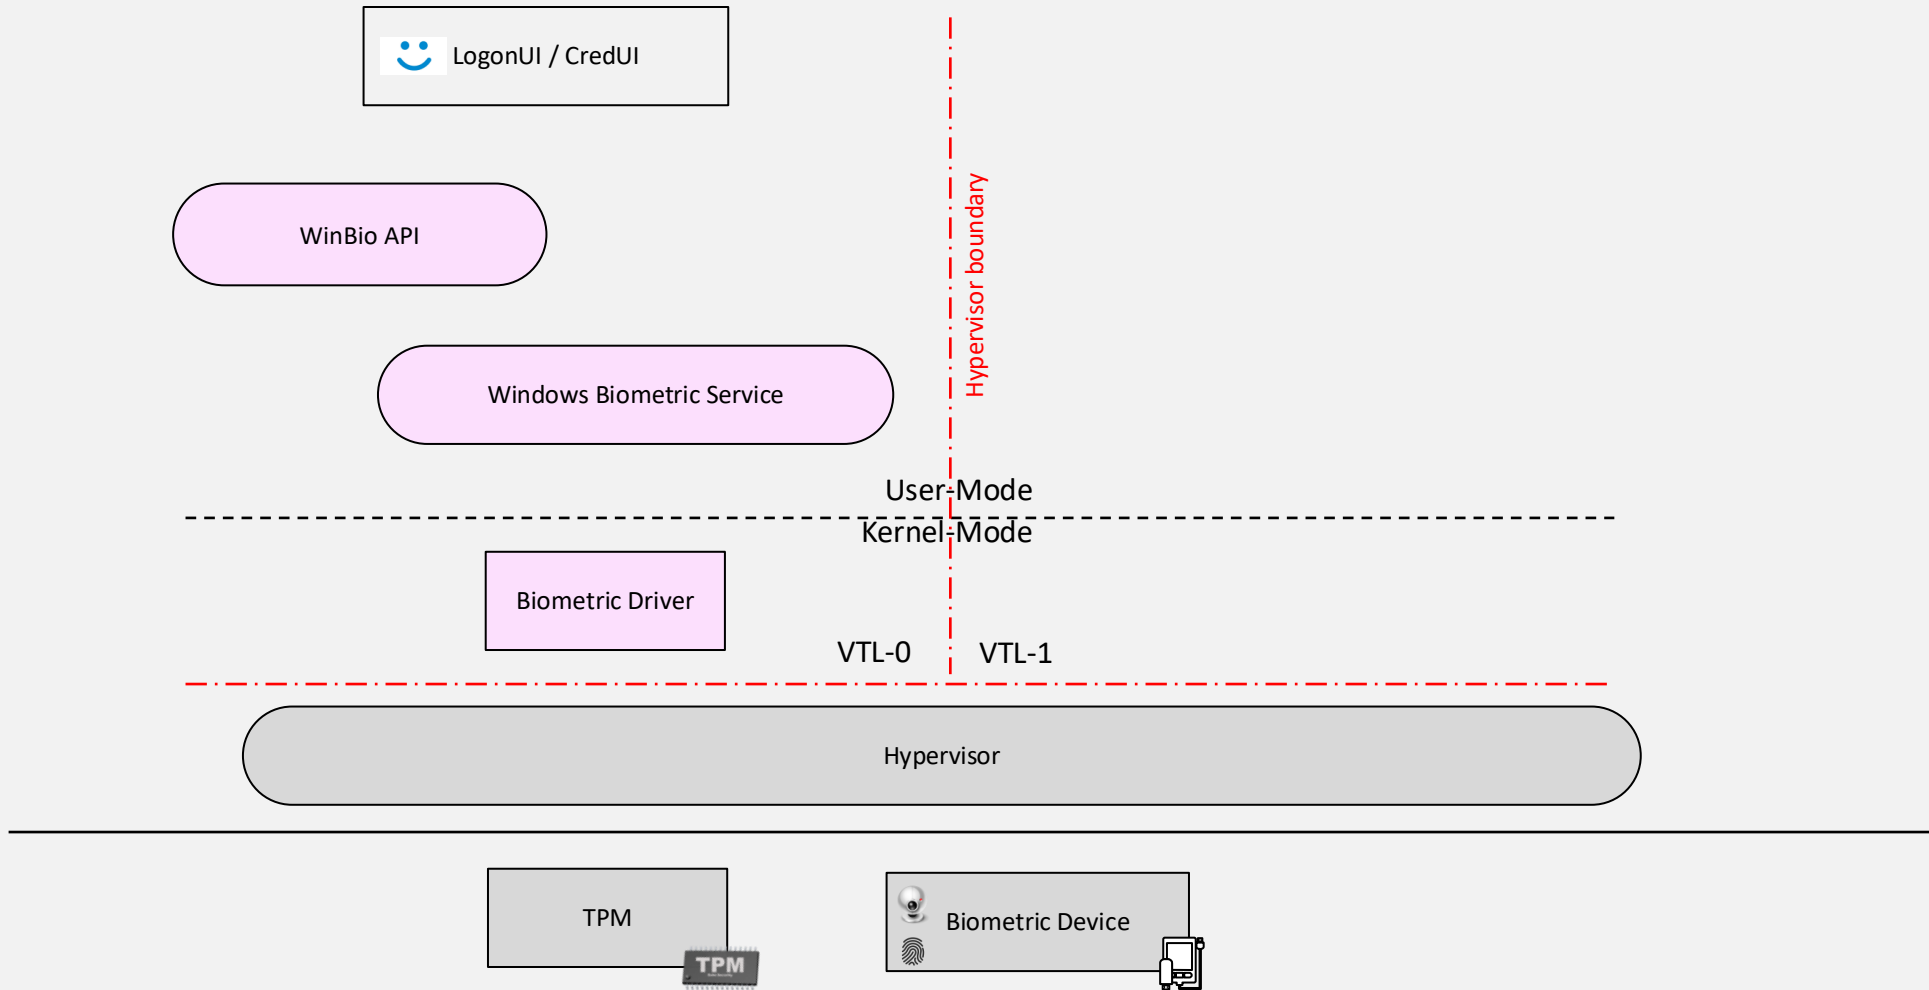 LogonUI / CredUI
WinBio API
Hypervisor boundary
Windows Biometric Service
User-Mode
Kernel-Mode
Biometric Driver
VTL-0
VTL-1
Hypervisor
TPM
Biometric Device
TPM